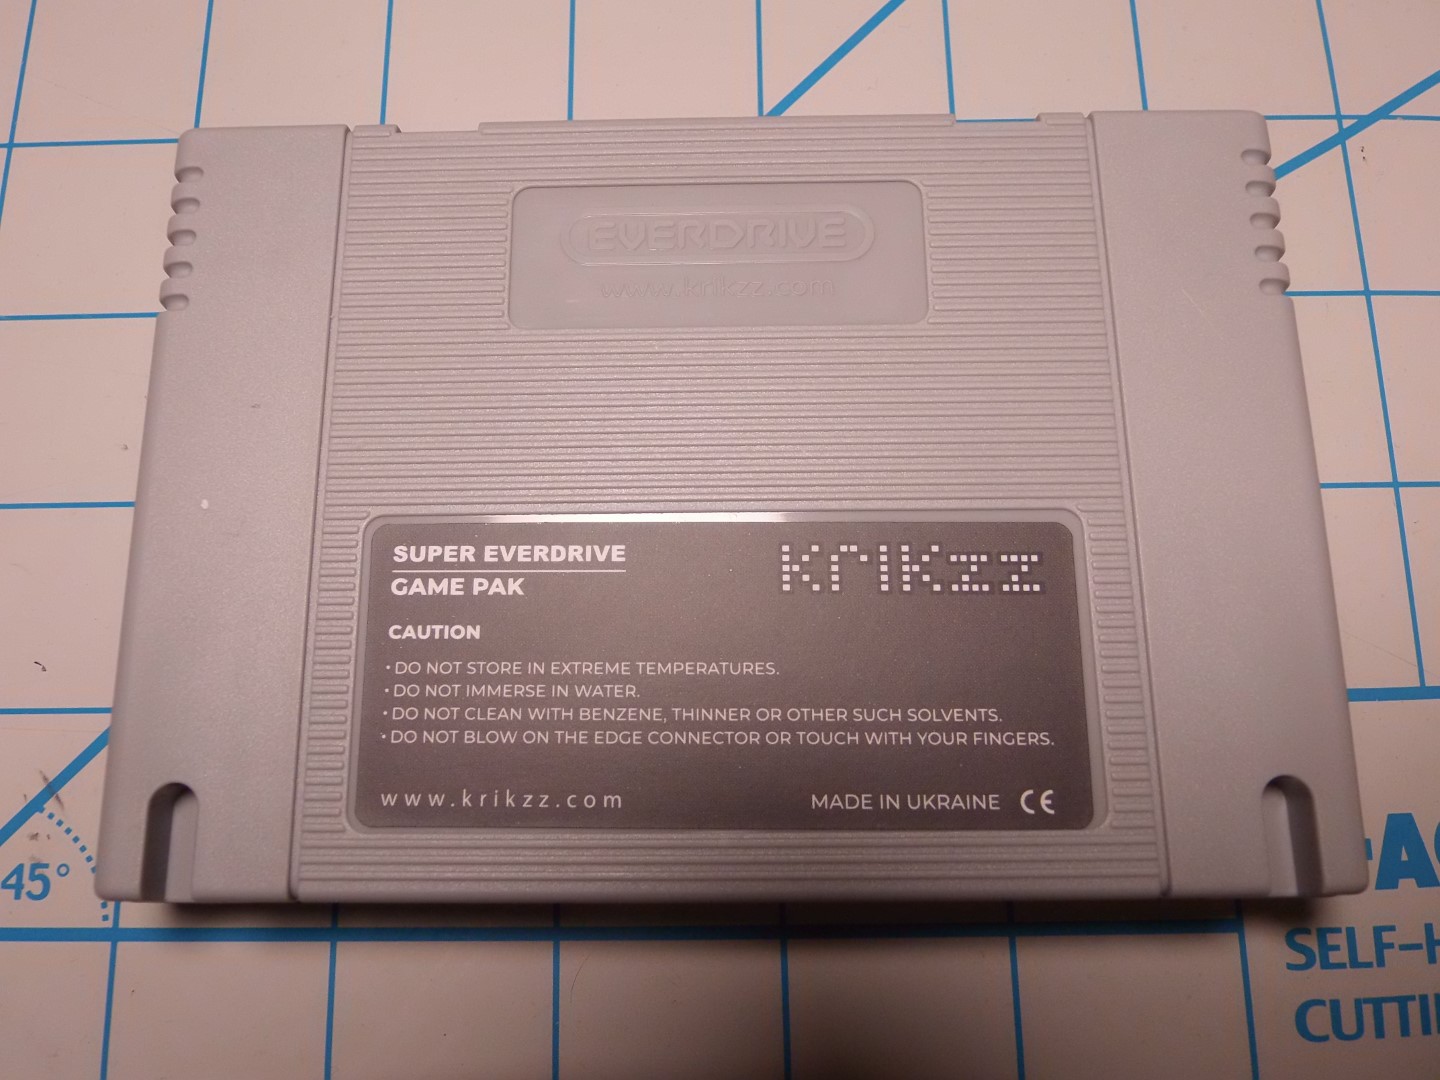 EVERDRIVE
www.krikzz.com
SUPER EVERDRIVE
GAME PAK
krikzz
CAUTION
• DO NOT STORE IN EXTREME TEMPERATURES.
• DO NOT IMMERSE IN WATER.
• DO NOT CLEAN WITH BENZENE, THINNER OR OTHER SUCH SOLVENTS.
• DO NOT BLOW ON THE EDGE CONNECTOR OR TOUCH WITH YOUR FINGERS.
www.krikzz.com
MADE IN UKRAINE CE
45°
SELF-H
CUTTI